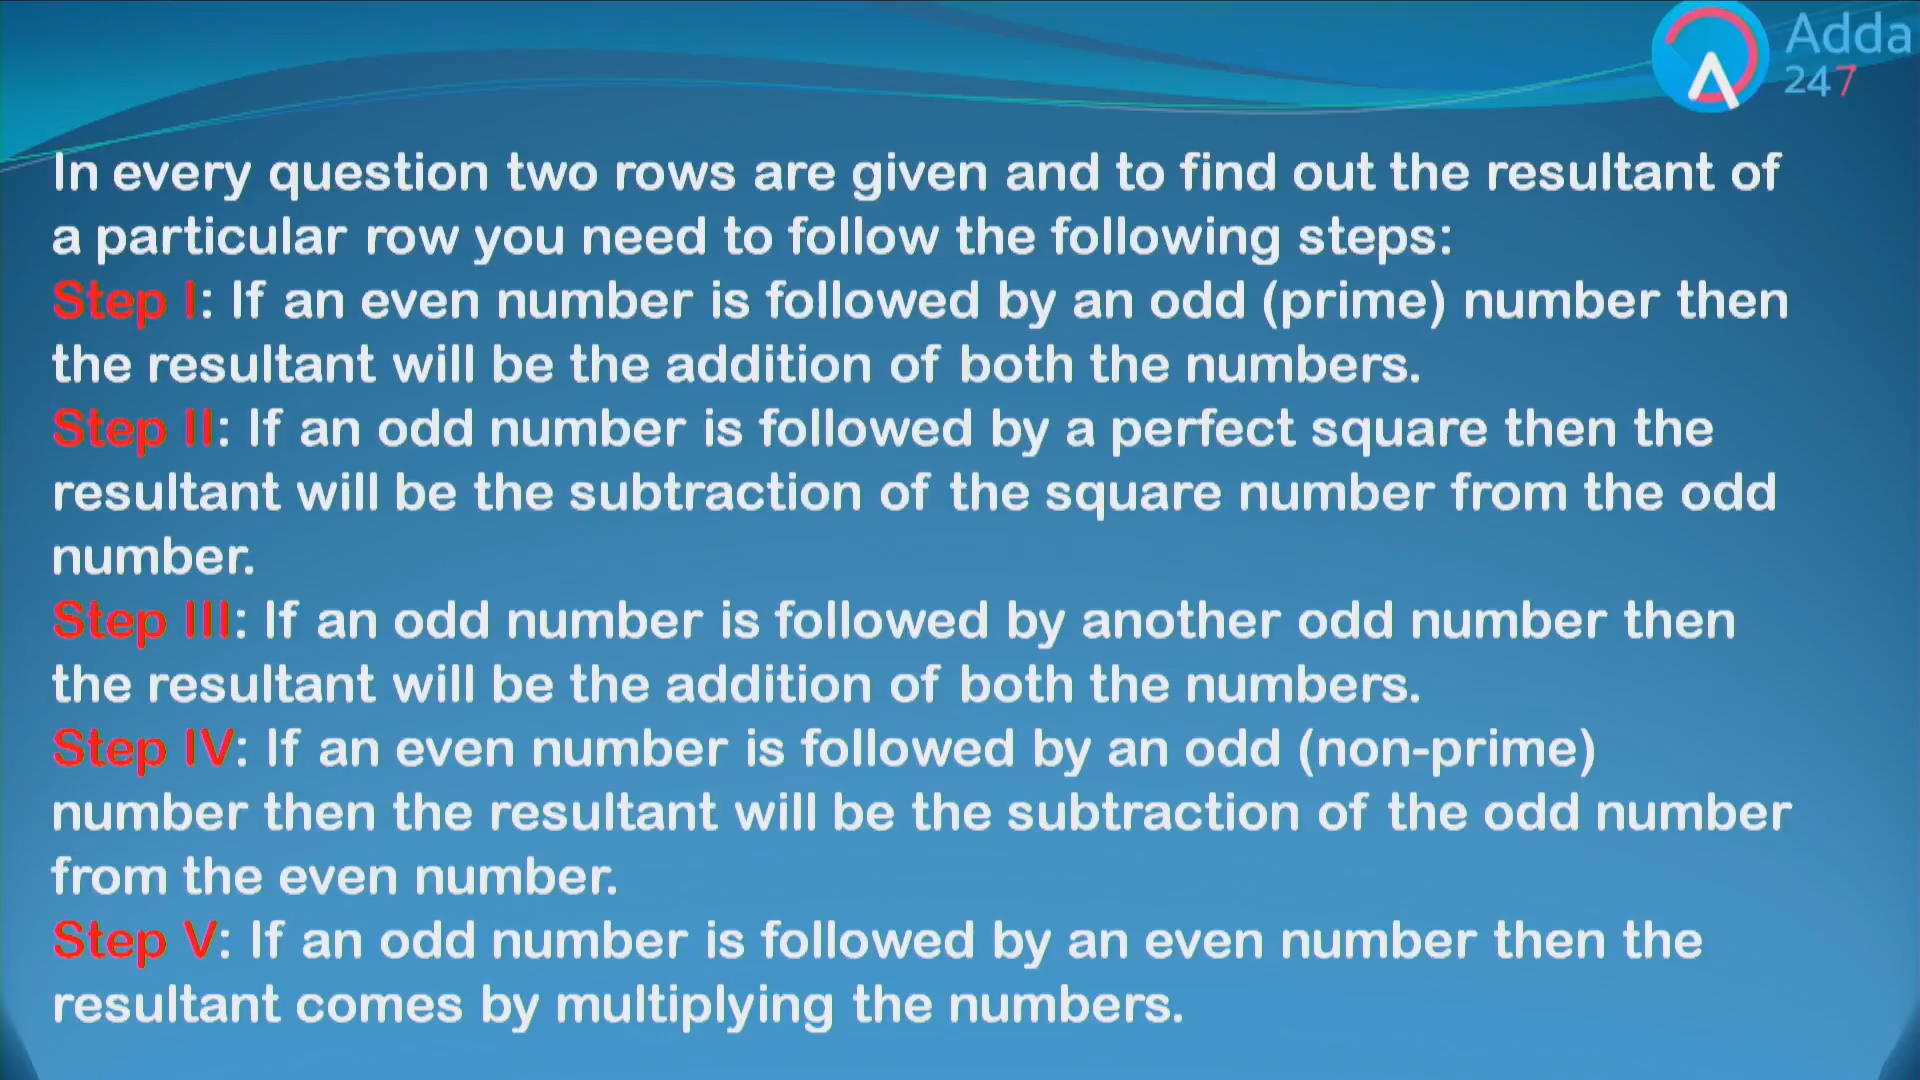 Adda
247
In every question two rows are given and to find out the resultant of
a particular row you need to follow the following steps:
Step I: If an even number is followed by an odd (prime) number then
the resultant will be the addition of both the numbers.
Step II: If an odd number is followed by a perfect square then the
resultant will be the subtraction of the square number from the odd
number.
Step III: If an odd number is followed by another odd number then
the resultant will be the addition of both the numbers.
Step IV: If an even number is followed by an odd (non-prime)
number then the resultant will be the subtraction of the odd number
from the even number.
Step V: If an odd number is followed by an even number then the
resultant comes by multiplying the numbers.